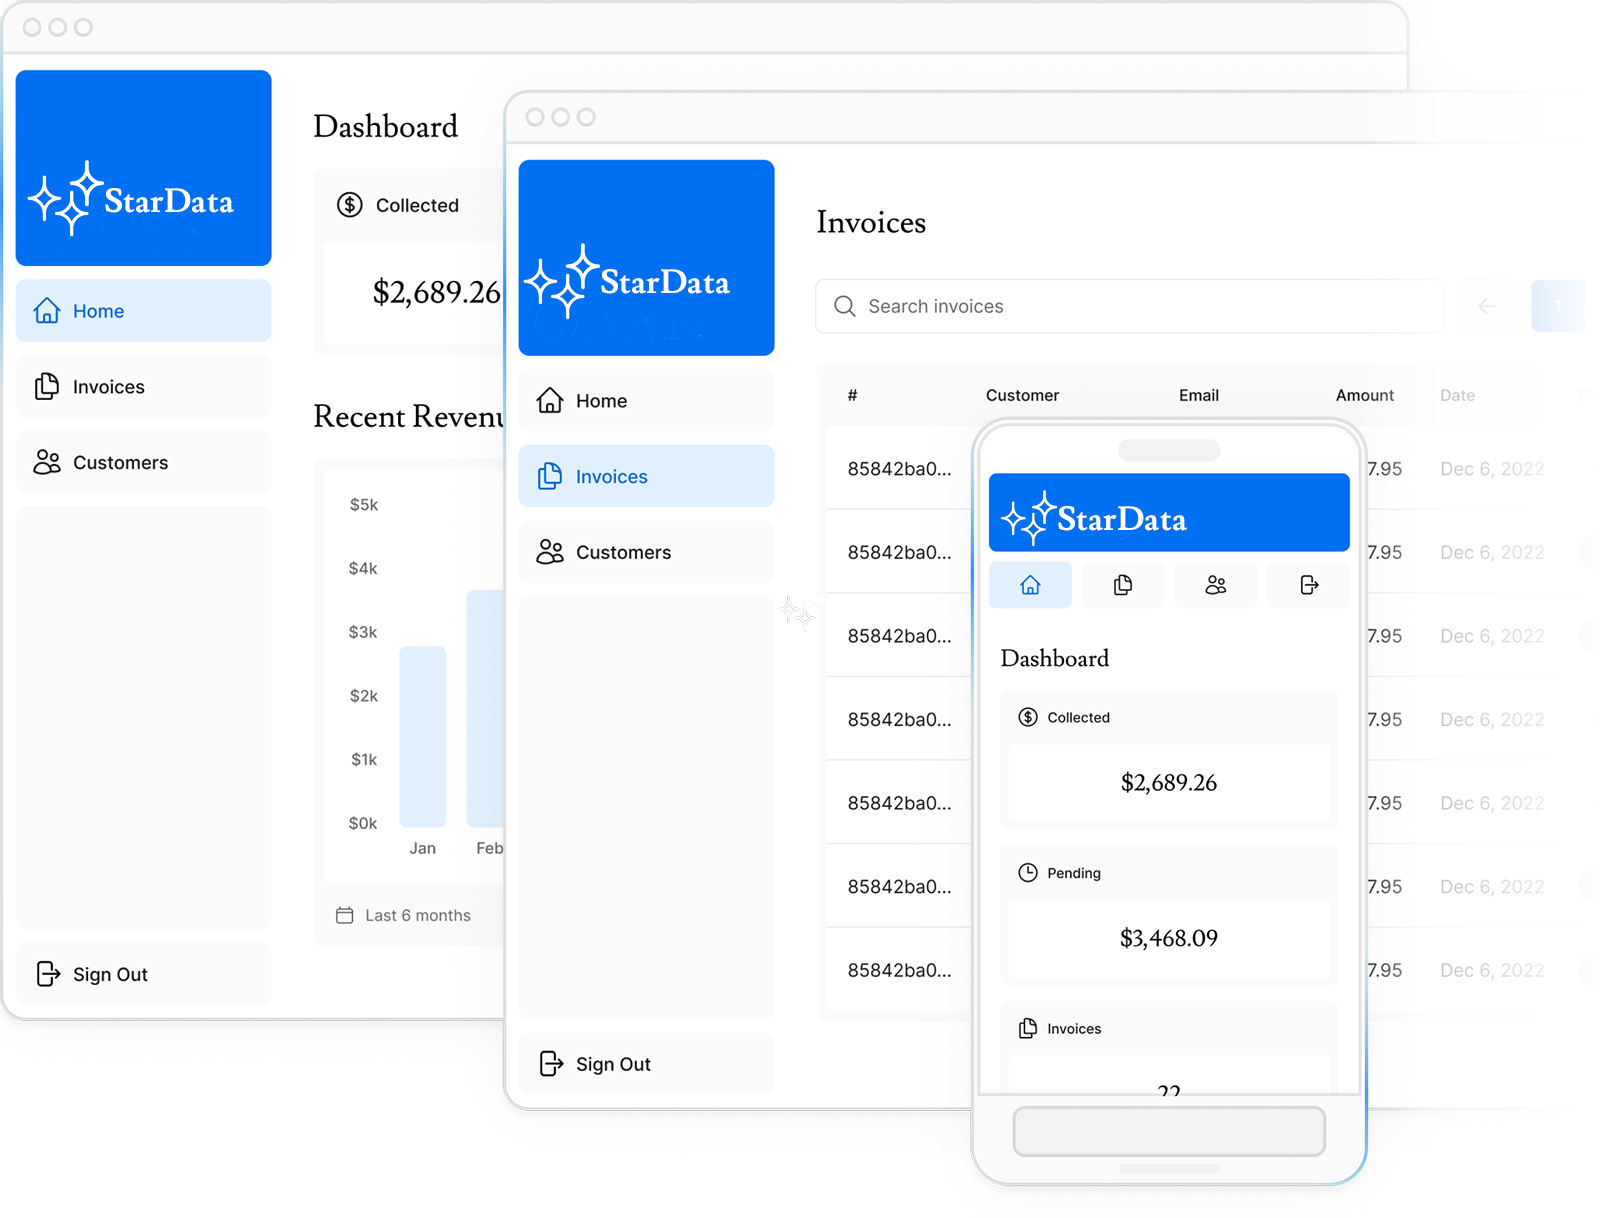 StarData
Home
Invoices
Customers
Sign Out
Dashboard
Collected
$2,689.26
Recent Revenu
$5k
$4k
$3k
$2k
$1k
$0k
Jan Feb
Last 6 months
StarData
Home
Invoices
Customers
Sign Out
Invoices
Search invoices
1
# Customer Email Amount Date
85842ba0... 7.95 Dec 6, 2022
85842ba0... 7.95 Dec 6, 2022
85842ba0... 7.95 Dec 6, 2022
85842ba0... 7.95 Dec 6, 2022
85842ba0... 7.95 Dec 6, 2022
85842ba0... 7.95 Dec 6, 2022
85842ba0... 7.95 Dec 6, 2022
StarData
Dashboard
Collected
$2,689.26
Pending
$3,468.09
Invoices
22